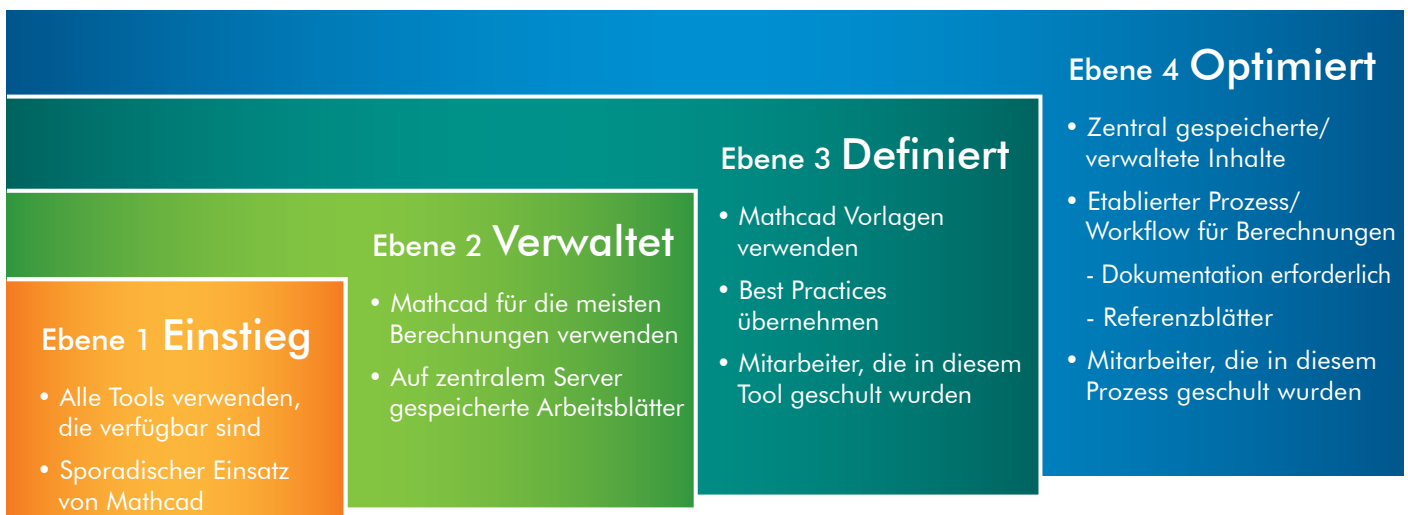 Ebene 1 Einstieg
• Alle Tools verwenden,
die verfügbar sind
• Sporadischer Einsatz
von Mathcad
Ebene 2 Verwaltet
• Mathcad für die meisten
Berechnungen verwenden
• Auf zentralem Server
gespeicherte Arbeitsblätter
Ebene 3 Definiert
• Mathcad Vorlagen
verwenden
• Best Practices
übernehmen
• Mitarbeiter, die in diesem
Tool geschult wurden
Ebene 4 Optimiert
• Zentral gespeicherte/
verwaltete Inhalte
• Etablierter Prozess/
Workflow für Berechnungen
- Dokumentation erforderlich
- Referenzblätter
• Mitarbeiter, die in diesem
Prozess geschult wurden